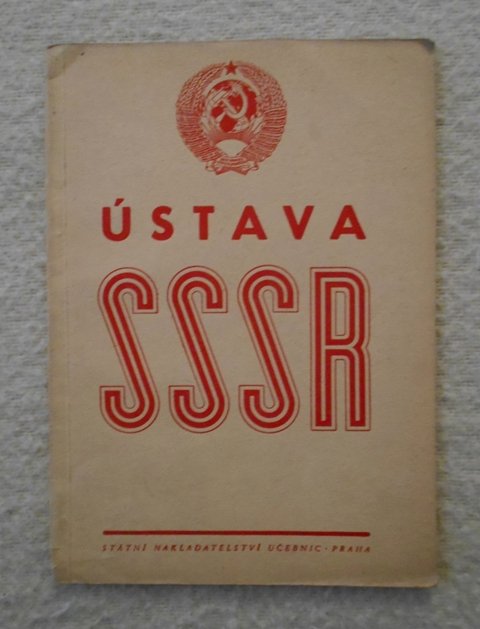 ÚSTAVA
SSSR
STÁTNÍ NAKLADATELSTVÍ UČEBNIC · PRAHA